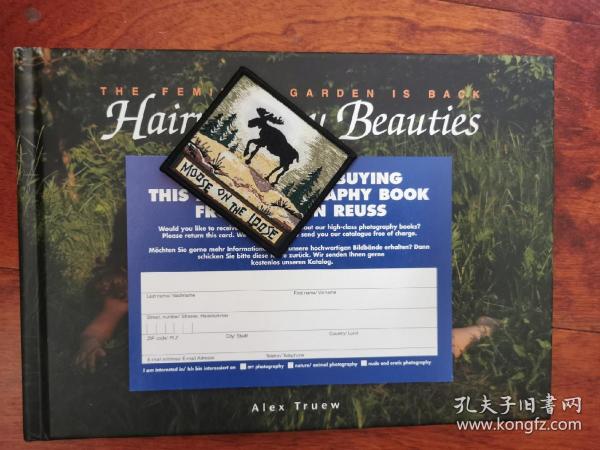 THE FEMI GARDEN IS BACK
Hair y Beauties
MOOSE ON THE LOOSE
BUYING
THIS APHY BOOK
FR N REUSS
Would you like to receive out our high-class photography books?
Please return this card. We send you our catalogue free of charge.
Möchten Sie gerne mehr Information unsere hochwertigen Bildbände erhalten? Dann
schicken Sie bitte diese zurück. Wir senden Ihnen gerne
kostenlos unseren Katalog.
Last name/ Nachname First name/ Vorname
Street, number/ Strasse, Hausnummer
ZIP code/ PLZ City/ Stadt Country/ Land
E-mail address/ E-Mail Adresse Telefon/ Telephone
I am interested in/ Ich bin interessiert an art photography nature/ animal photography nude and erotic photography
Alex Truew
孔夫子旧书网
www.kongfz.com